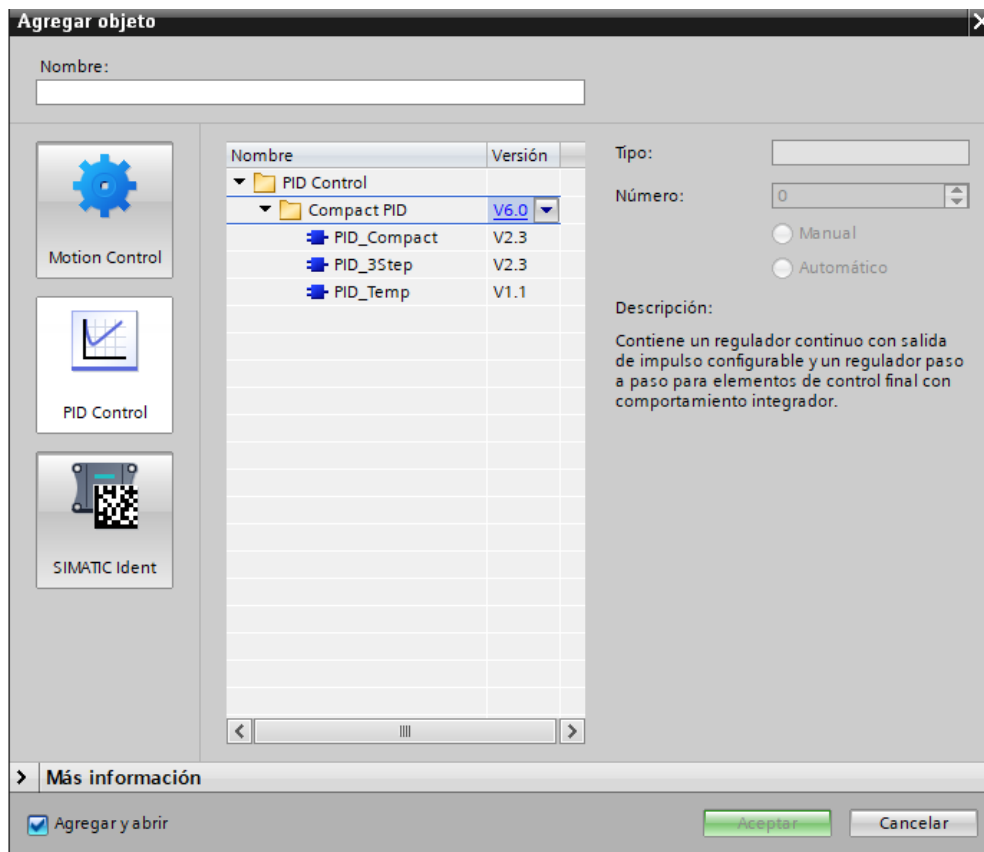 Agregar objeto
Nombre:
Motion Control
PID Control
SIMATIC Ident
Nombre Versión
PID Control
Compact PID V6.0
PID_Compact V2.3
PID_3Step V2.3
PID_Temp V1.1
Tipo:
Número: 0
Manual
Automático
Descripción:
Contiene un regulador continuo con salida
de impulso configurable y un regulador paso
a paso para elementos de control final con
comportamiento integrador.
Más información
Agregar y abrir
Aceptar
Cancelar